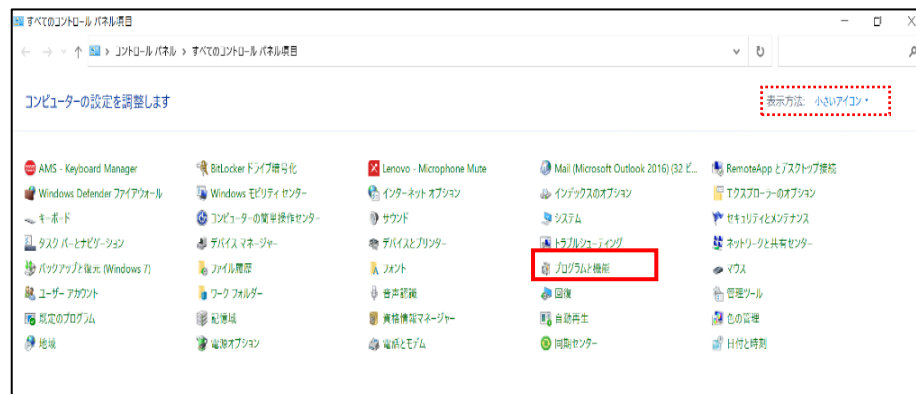 すべてのコントロール パネル項目
コントロール パネル > すべてのコントロール パネル項目
コンピューターの設定を調整します
表示方法: 小さいアイコン
AMS - Keyboard Manager
BitLocker ドライブ暗号化
Lenovo - Microphone Mute
Mail (Microsoft Outlook 2016) (32 ビ...
RemoteApp とデスクトップ接続
Windows Defender ファイアウォール
Windows モビリティ センター
インターネット オプション
インデックスのオプション
エクスプローラーのオプション
キーボード
コンピューターの簡単操作センター
サウンド
システム
セキュリティとメンテナンス
タスク バーとナビゲーション
デバイス マネージャー
デバイスとプリンター
トラブルシューティング
ネットワークと共有センター
バックアップと復元 (Windows 7)
ファイル履歴
フォント
プログラムと機能
マウス
ユーザー アカウント
ワーク フォルダー
音声認識
回復
管理ツール
既定のプログラム
記憶域
資格情報マネージャー
自動再生
色の管理
地域
電源オプション
電話とモデム
同期センター
日付と時刻